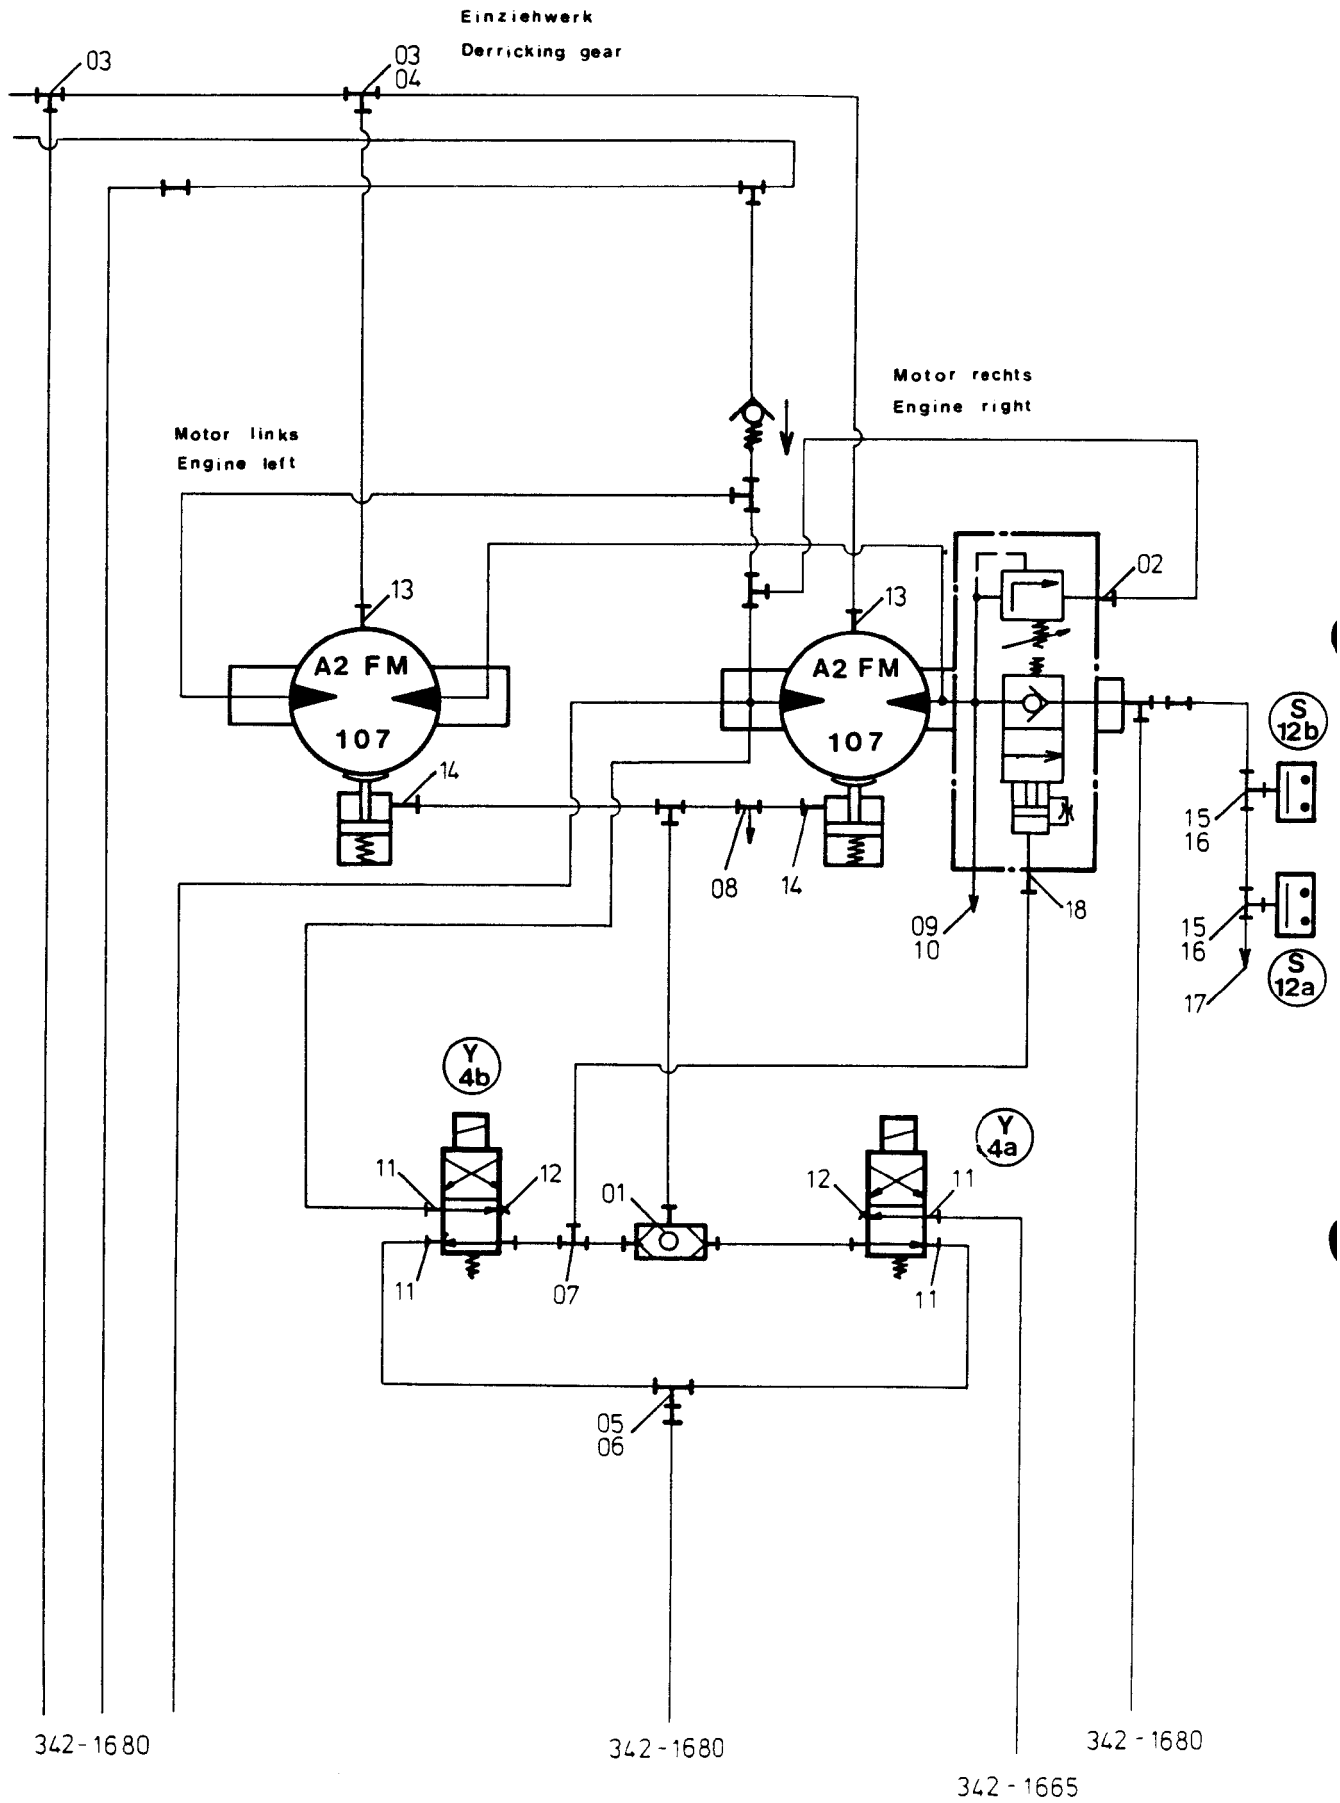 Einziehwerk
Derricking gear
03
03
04
Motor rechts
Engine right
Motor links
Engine left
02
13
13
A2 FM
107
A2 FM
107
S
12b
14
15
16
08
14
18
09
10
15
16
S
12a
17
Y
4b
Y
4a
11
12
01
12
11
11
07
11
05
06
342-1680
342-1680
342-1680
342-1665